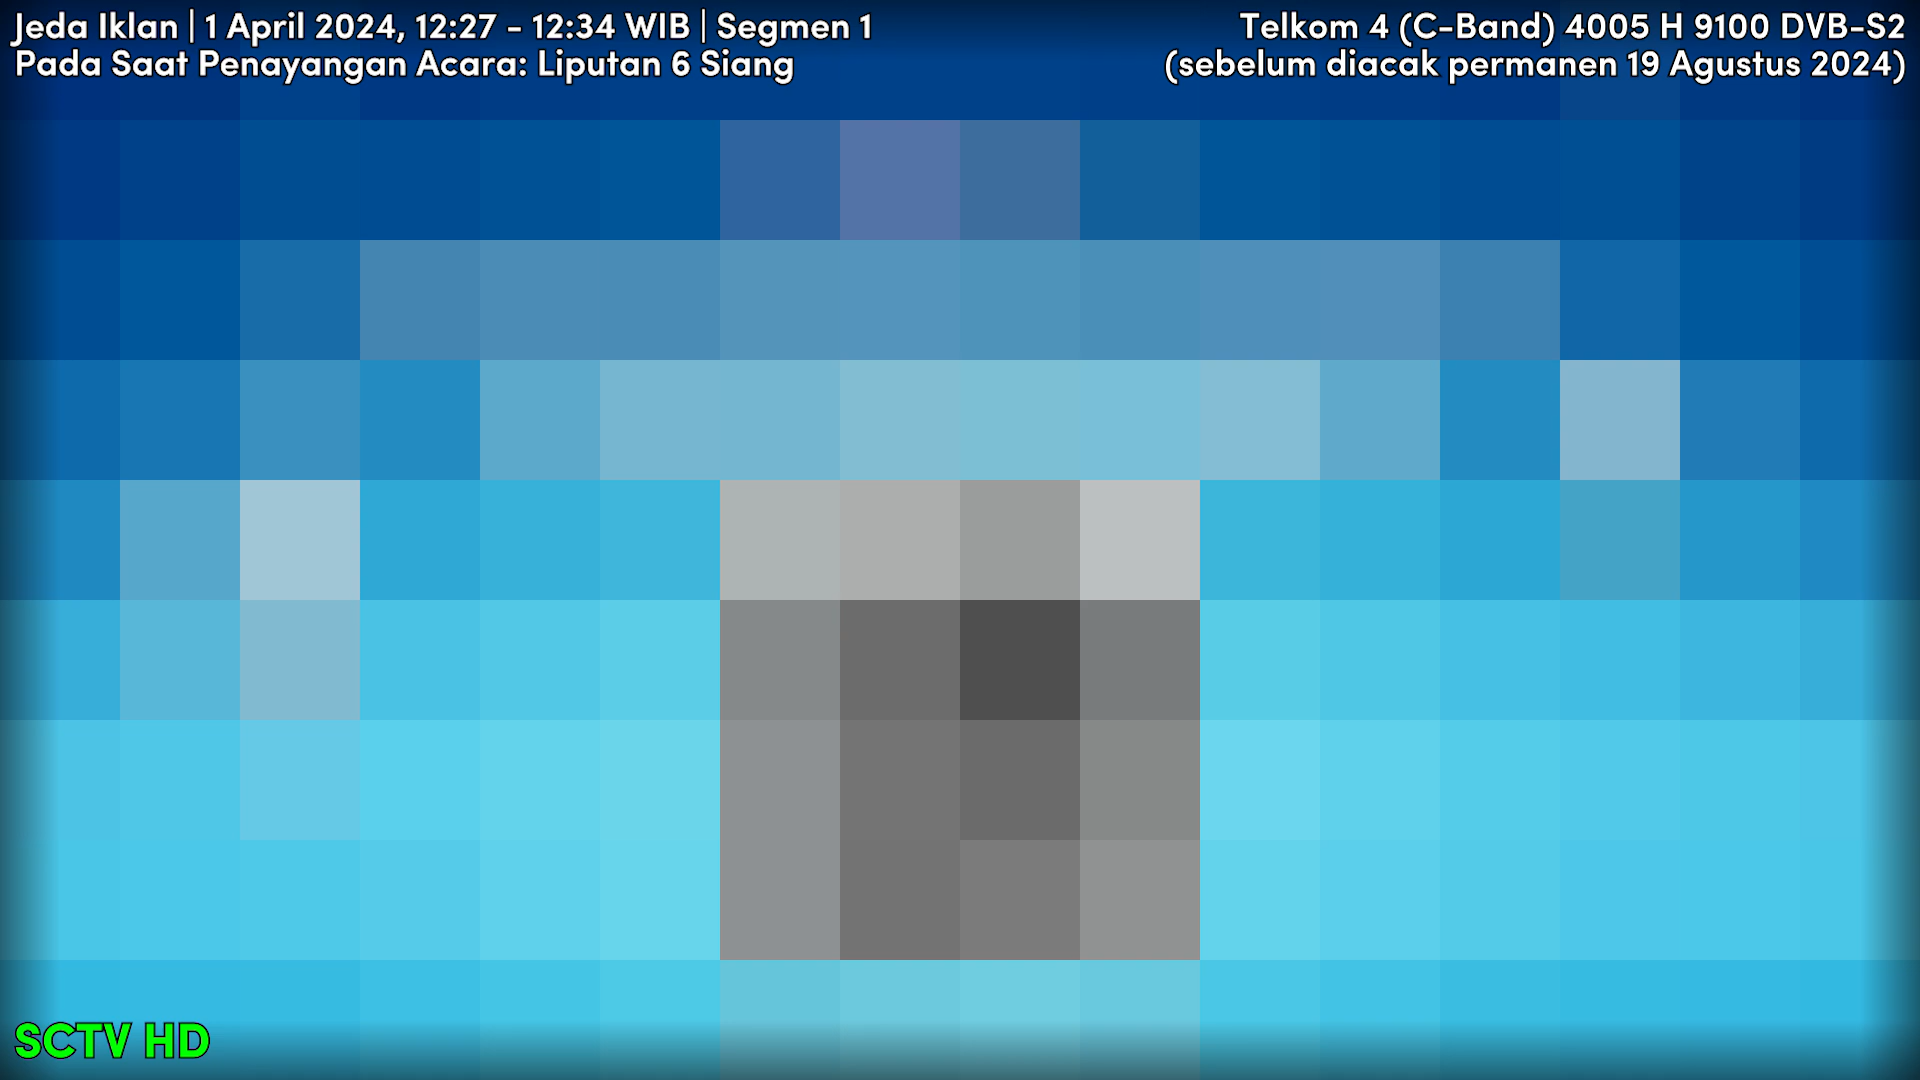 Jeda Iklan | 1 April 2024, 12:27 - 12:34 WIB | Segmen 1
Pada Saat Penayangan Acara: Liputan 6 Siang
Telkom 4 (C-Band) 4005 H 9100 DVB-S2
(sebelum diacak permanen 19 Agustus 2024)
SCTV HD